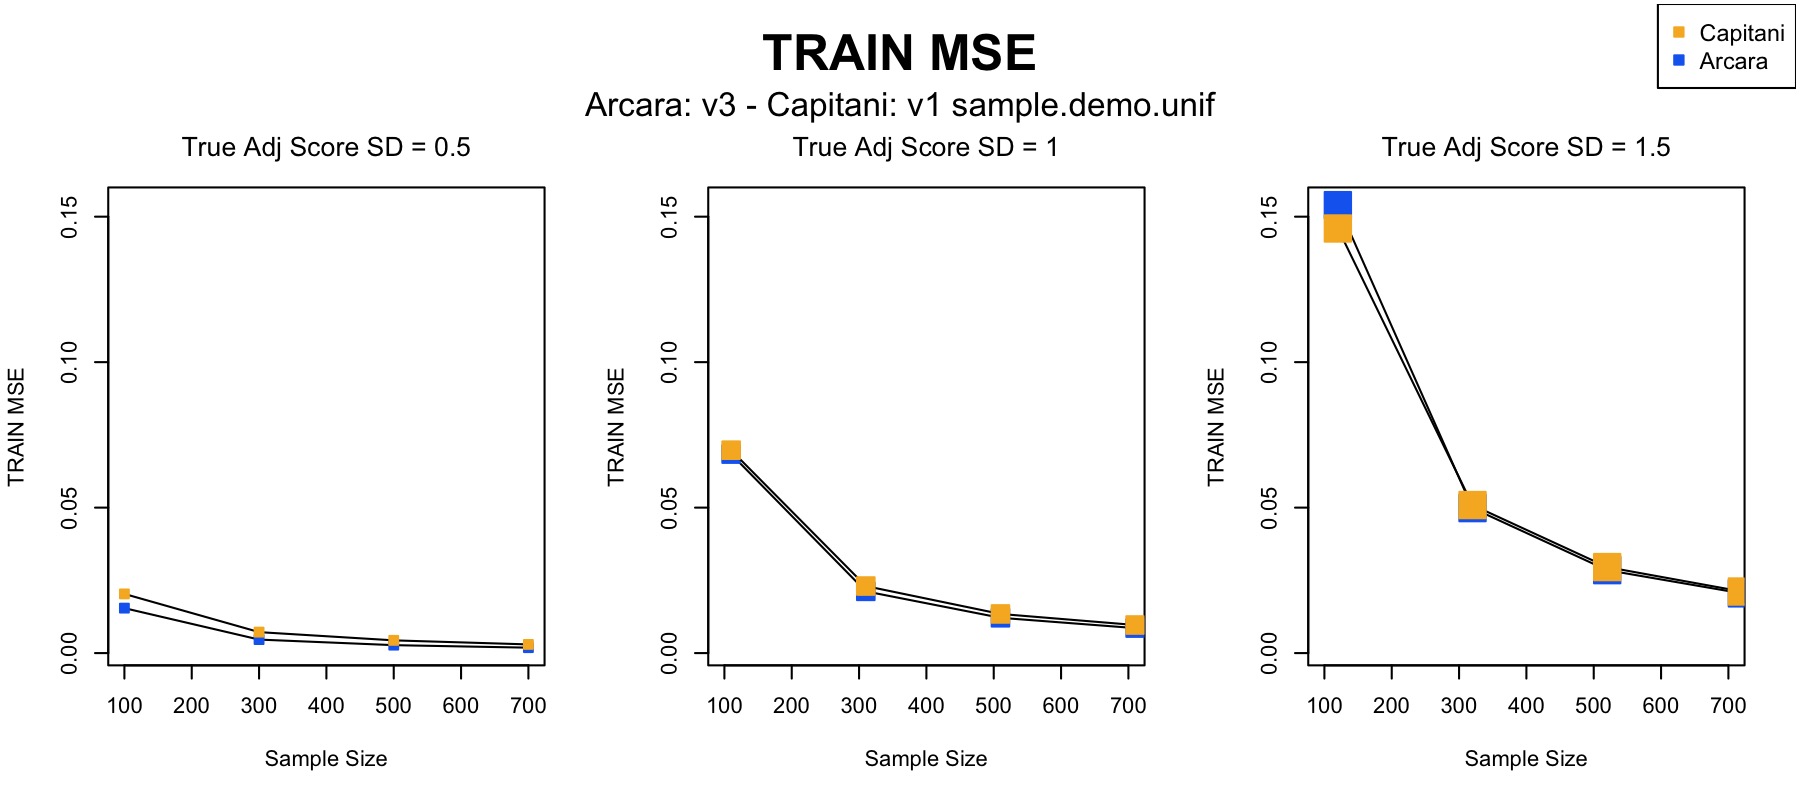 TRAIN MSE
Arcara: v3 - Capitani: v1 sample.demo.unif
Capitani
Arcara
True Adj Score SD = 0.5
TRAIN MSE
0.15
0.10
0.05
0.00
100 200 300 400 500 600 700
Sample Size
True Adj Score SD = 1
TRAIN MSE
0.15
0.10
0.05
0.00
100 200 300 400 500 600 700
Sample Size
True Adj Score SD = 1.5
TRAIN MSE
0.15
0.10
0.05
0.00
100 200 300 400 500 600 700
Sample Size